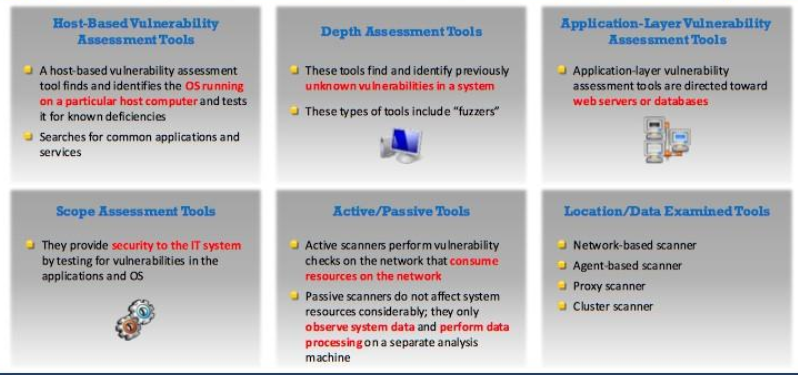 Host-Based Vulnerability
Assessment Tools
A host-based vulnerability assessment
tool finds and identifies the OS running
on a particular host computer and tests
it for known deficiencies
Searches for common applications and
services
Depth Assessment Tools
These tools find and identify previously
unknown vulnerabilities in a system
These types of tools include “fuzzers”
Application-Layer Vulnerability
Assessment Tools
Application-layer vulnerability
assessment tools are directed toward
web servers or databases
Scope Assessment Tools
They provide security to the IT system
by testing for vulnerabilities in the
applications and OS
Active/Passive Tools
Active scanners perform vulnerability
checks on the network that consume
resources on the network
Passive scanners do not affect system
resources considerably; they only
observe system data and perform data
processing on a separate analysis
machine
Location/Data Examined Tools
Network-based scanner
Agent-based scanner
Proxy scanner
Cluster scanner